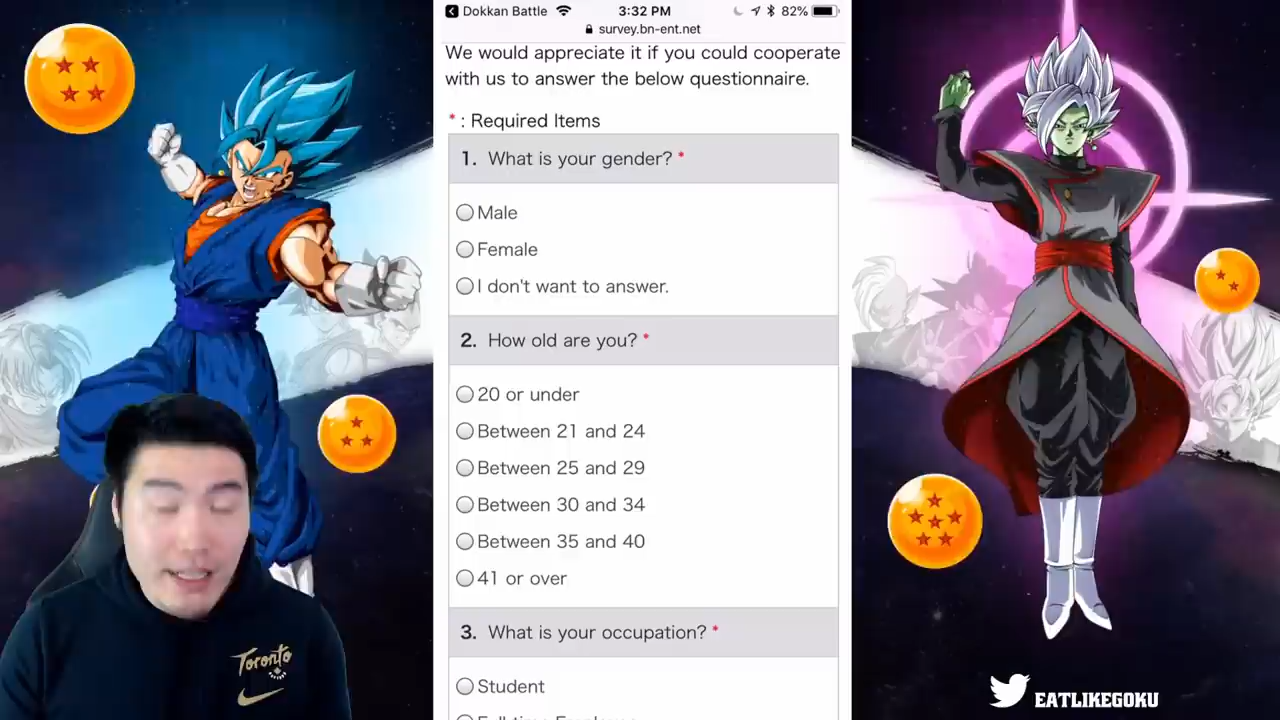 Dokkan Battle
3:32 PM
82%
survey.bn-ent.net
We would appreciate it if you could cooperate
with us to answer the below questionnaire.
* : Required Items
1. What is your gender? *
Male
Female
I don't want to answer.
2. How old are you? *
20 or under
Between 21 and 24
Between 25 and 29
Between 30 and 34
Between 35 and 40
41 or over
3. What is your occupation? *
Student
Toronto
EATLIKEGOKU